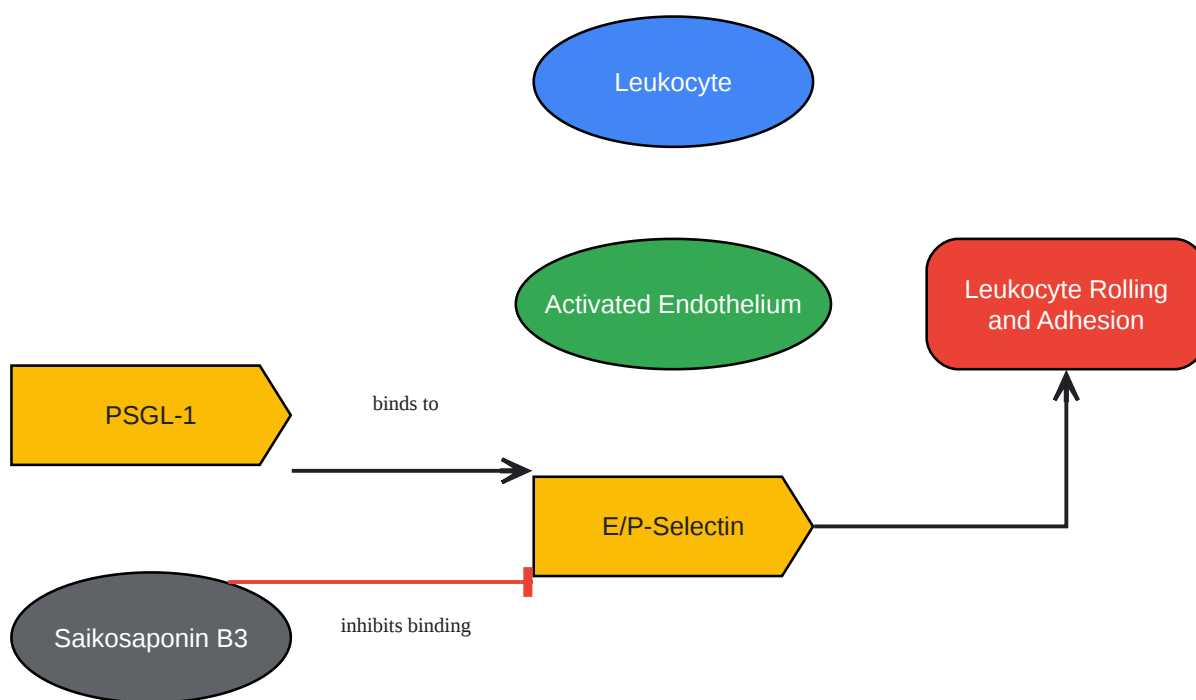 Leukocyte
Activated Endothelium
Leukocyte Rolling
and Adhesion
PSGL-1
binds to
E/P-Selectin
Saikosaponin B3
inhibits binding